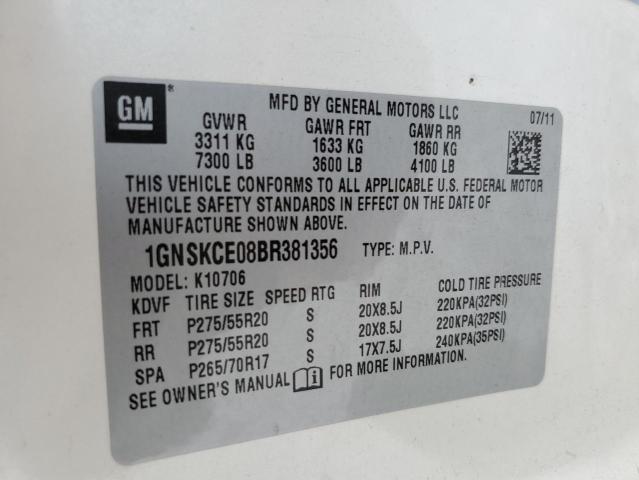 GM ® MFD BY GENERAL MOTORS LLC 07/11
GVWR GAWR FRT GAWR RR
3311 KG 1633 KG 1860 KG
7300 LB 3600 LB 4100 LB
THIS VEHICLE CONFORMS TO ALL APPLICABLE U.S. FEDERAL MOTOR
VEHICLE SAFETY STANDARDS IN EFFECT ON THE DATE OF
MANUFACTURE SHOWN ABOVE.
1GNSKCE08BR381356 TYPE: M.P.V.
MODEL: K10706
KDVF TIRE SIZE SPEED RTG RIM COLD TIRE PRESSURE
FRT P275/55R20 S 20X8.5J 220KPA(32PSI)
RR P275/55R20 S 20X8.5J 220KPA(32PSI)
SPA P265/70R17 S 17X7.5J 240KPA(35PSI)
SEE OWNER'S MANUAL i FOR MORE INFORMATION.